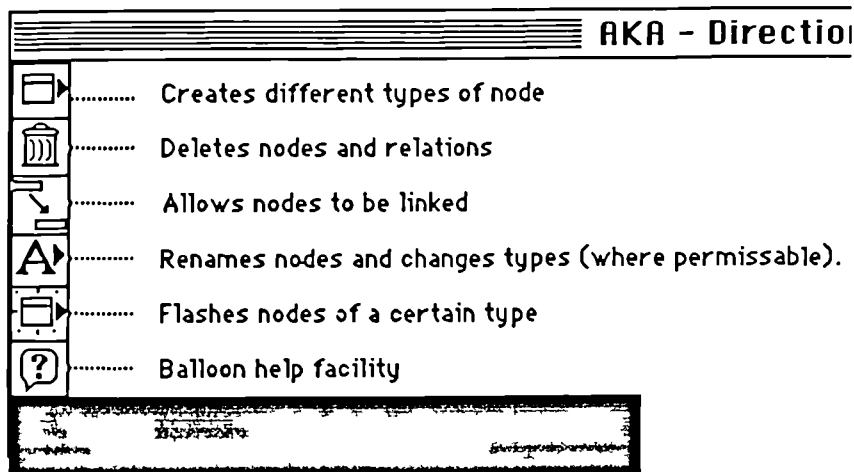 AKA - Direction
Creates different types of node
Deletes nodes and relations
Allows nodes to be linked
A Renames nodes and changes types (where permissable).
Flashes nodes of a certain type
? Balloon help facility